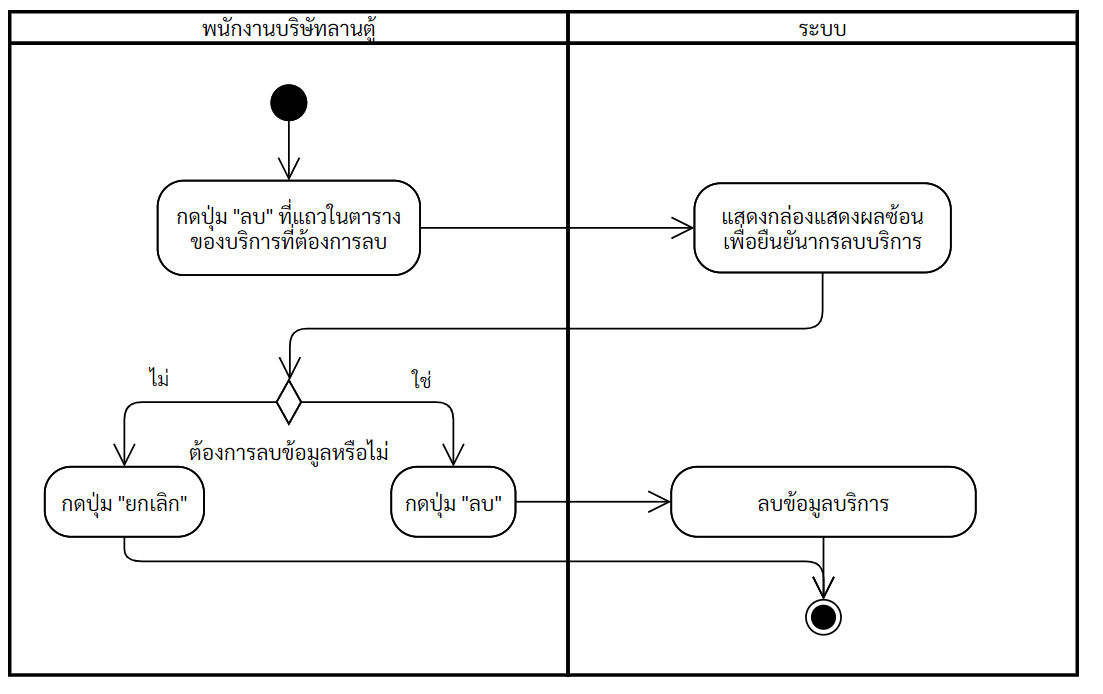 พนักงานบริษัทลานตู้
ระบบ
กดปุ่ม "ลบ" ที่แถวในตาราง
ของบริการที่ต้องการลบ
แสดงกล่องแสดงผลซ้อน
เพื่อยืนยันากรลบบริการ
ไม่
ใช่
ต้องการลบข้อมูลหรือไม่
กดปุ่ม "ยกเลิก"
กดปุ่ม "ลบ"
ลบข้อมูลบริการ